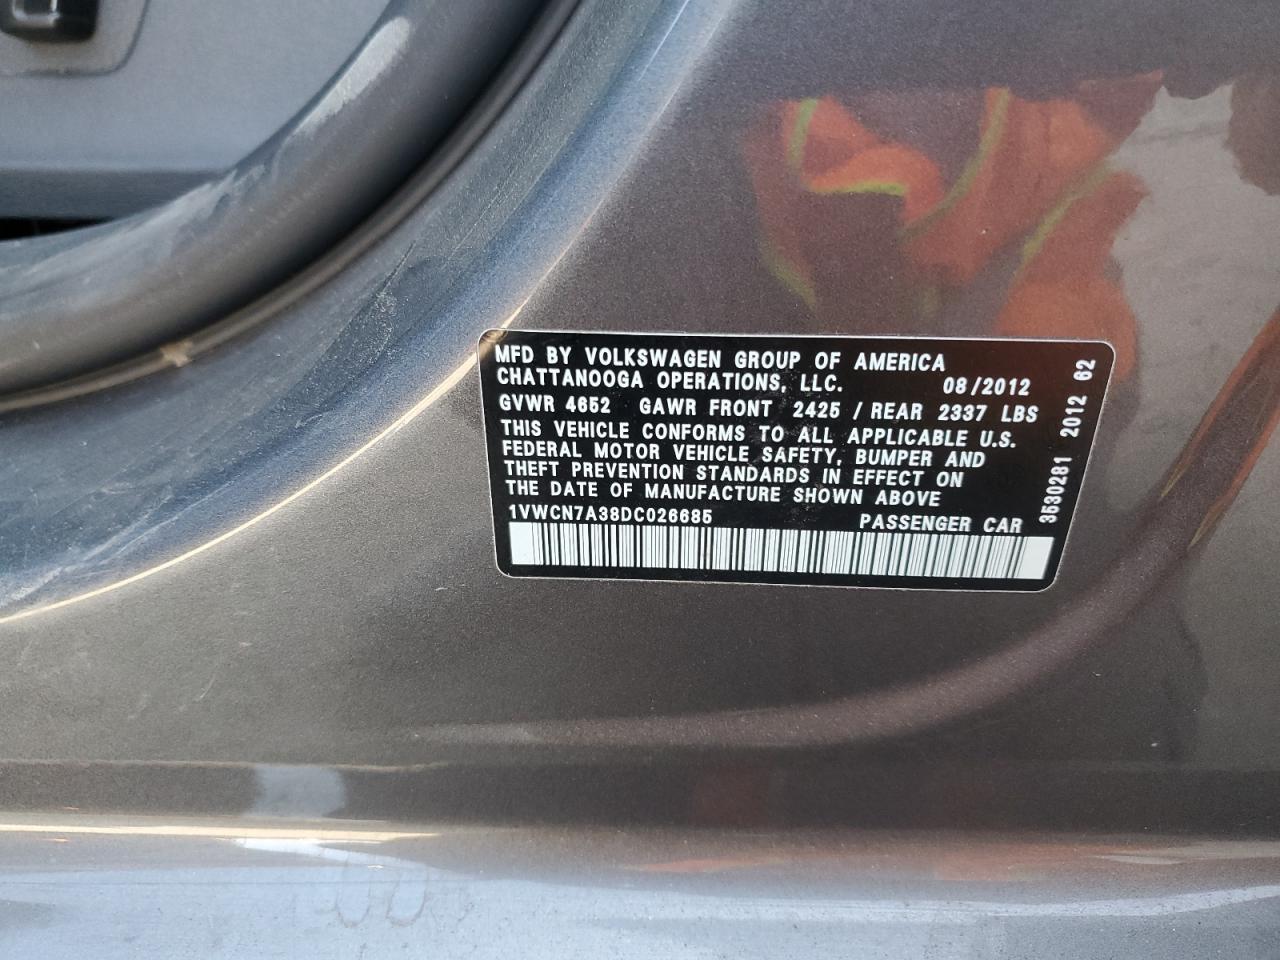 MFD BY VOLKSWAGEN GROUP OF AMERICA
CHATTANOOGA OPERATIONS, LLC. 08/2012
GVWR 4652 GAWR FRONT 2425 / REAR 2337 LBS
THIS VEHICLE CONFORMS TO ALL APPLICABLE U.S.
FEDERAL MOTOR VEHICLE SAFETY, BUMPER AND
THEFT PREVENTION STANDARDS IN EFFECT ON
THE DATE OF MANUFACTURE SHOWN ABOVE
1VWCN7A38DC026685 PASSENGER CAR
3530281 2012 62